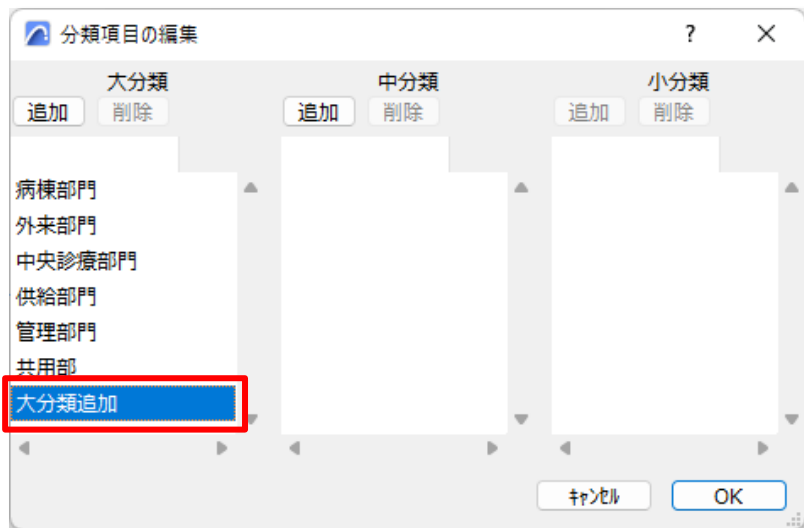 分類項目の編集 ?
大分類 中分類 小分類
追加 削除 追加 削除 追加 削除
病棟部門
外来部門
中央診療部門
供給部門
管理部門
共用部
大分類追加
ｷｬﾝｾﾙ OK